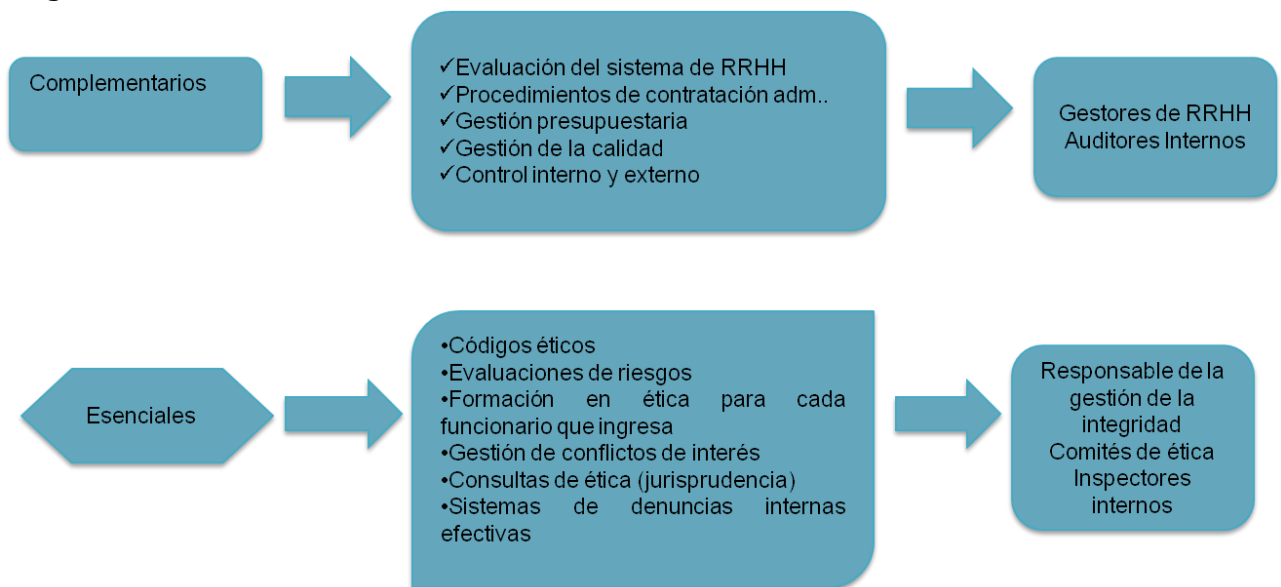 Complementarios
✓Evaluación del sistema de RRHH
✓Procedimientos de contratación adm..
✓Gestión presupuestaria
✓Gestión de la calidad
✓Control interno y externo
Gestores de RRHH
Auditores Internos
Esenciales
•Códigos éticos
•Evaluaciones de riesgos
•Formación en ética para cada
funcionario que ingresa
•Gestión de conflictos de interés
•Consultas de ética (jurisprudencia)
•Sistemas de denuncias internas
efectivas
Responsable de la
gestión de la
integridad
Comités de ética
Inspectores
internos